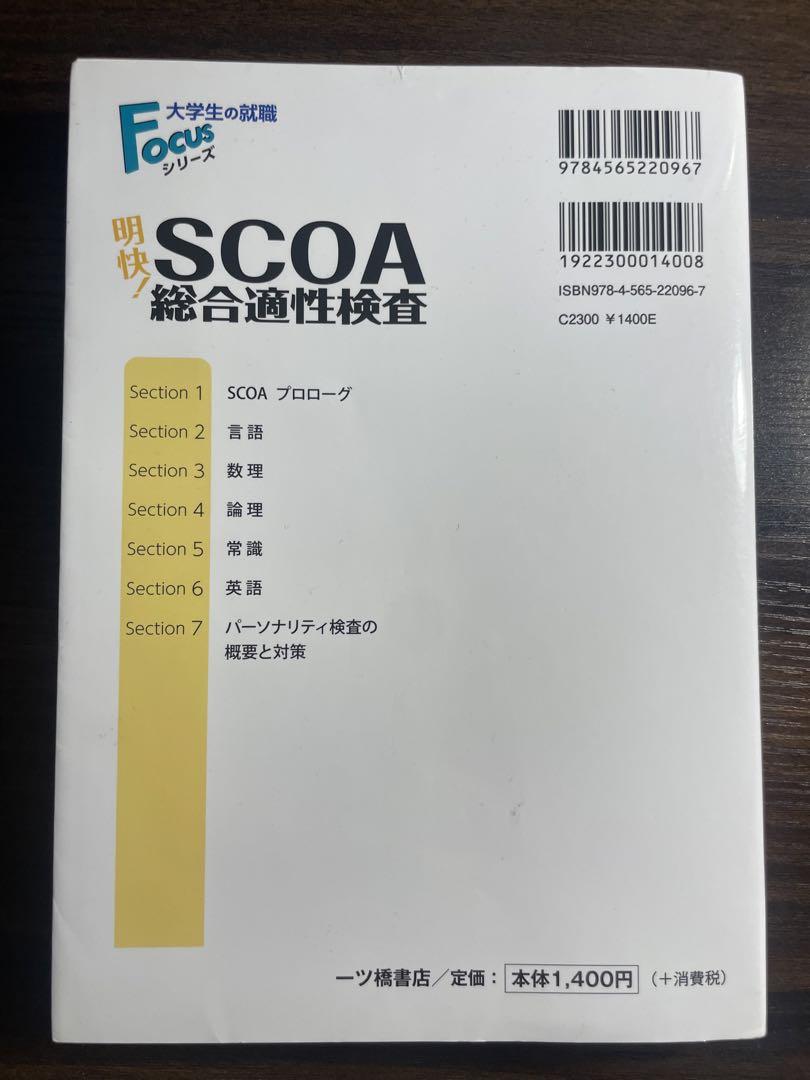 大学生の就職
Focus
シリーズ
明快!
SCOA
総合適性検査
9784565220967
1922300014008
ISBN978-4-565-22096-7
C2300 ¥1400E
Section 1 SCOA プロローグ
Section 2 言語
Section 3 数理
Section 4 論理
Section 5 常識
Section 6 英語
Section 7 パーソナリティ検査の
概要と対策
一ツ橋書店/定価: 本体1,400円 (+消費税)